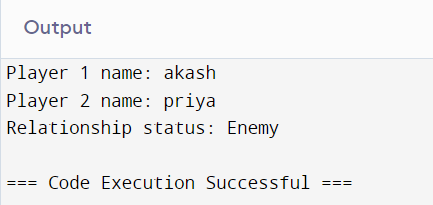 Output
Player 1 name: akash
Player 2 name: priya
Relationship status: Enemy
=== Code Execution Successful ===